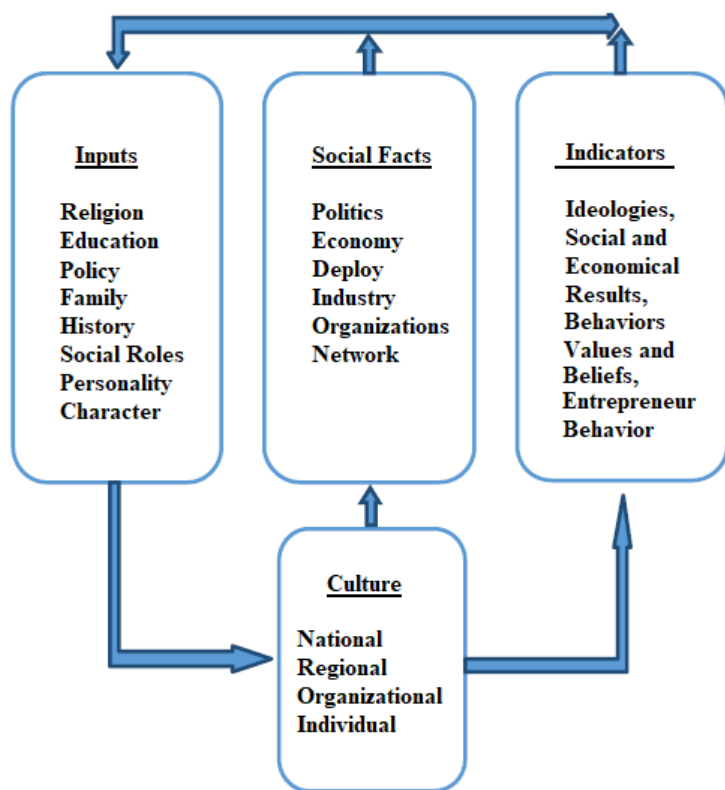 Inputs
Religion
Education
Policy
Family
History
Social Roles
Personality
Character
Social Facts
Politics
Economy
Deploy
Industry
Organizations
Network
Indicators
Ideologies,
Social and
Economical
Results,
Behaviors
Values and
Beliefs,
Entrepreneur
Behavior
Culture
National
Regional
Organizational
Individual